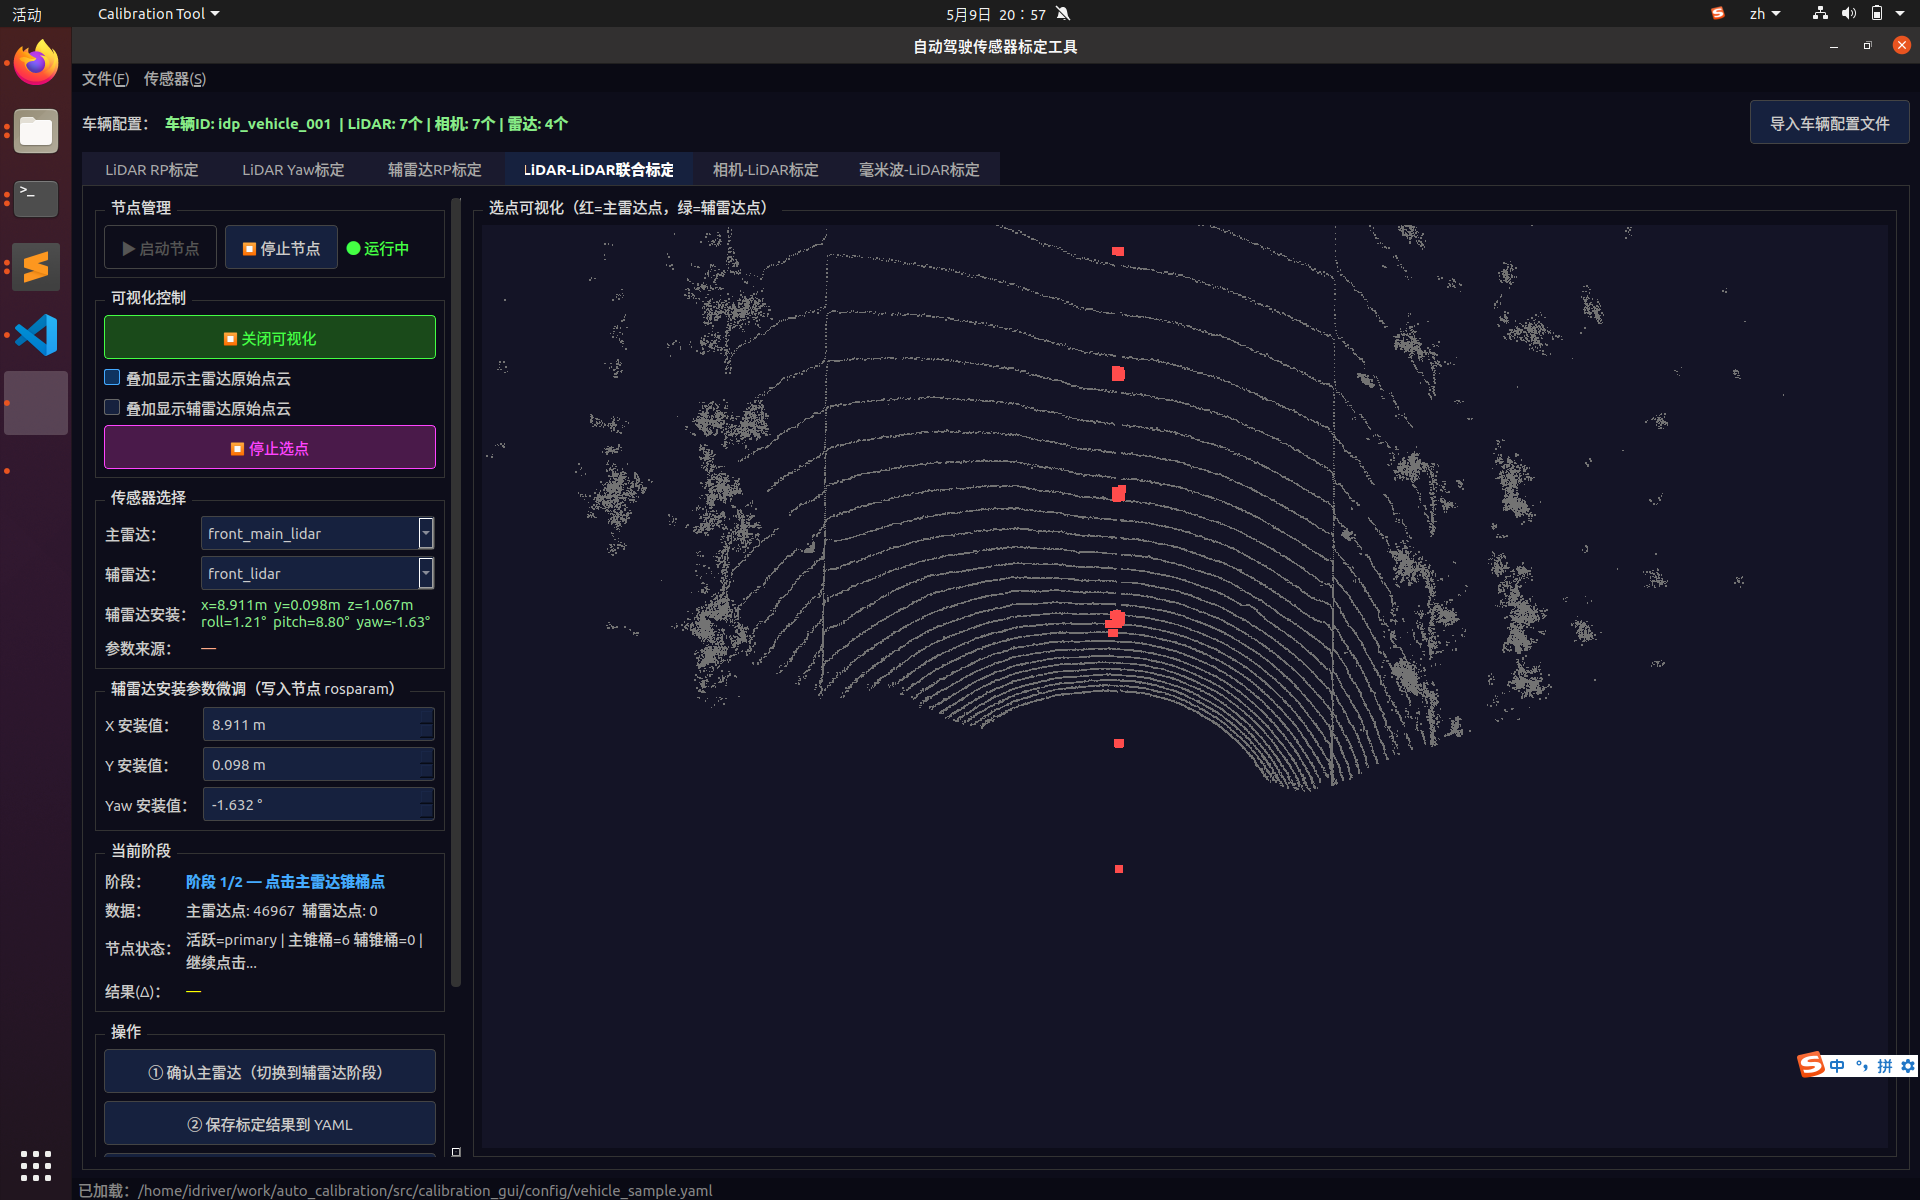 活动
Calibration Tool
5月9日 20：57
zh
自动驾驶传感器标定工具
文件(F) 传感器(S)
车辆配置： 车辆ID: idp_vehicle_001 | LiDAR: 7个 | 相机: 7个 | 雷达: 4个
导入车辆配置文件
LiDAR RP标定 LiDAR Yaw标定 辅雷达RP标定 LiDAR-LiDAR联合标定 相机-LiDAR标定 毫米波-LiDAR标定
节点管理
启动节点 停止节点 运行中
可视化控制
关闭可视化
叠加显示主雷达原始点云
叠加显示辅雷达原始点云
停止选点
传感器选择
主雷达： front_main_lidar
辅雷达： front_lidar
辅雷达安装： x=8.911m y=0.098m z=1.067m
roll=1.21° pitch=8.80° yaw=-1.63°
参数来源： —
辅雷达安装参数微调（写入节点 rosparam）
X 安装值： 8.911 m
Y 安装值： 0.098 m
Yaw 安装值： -1.632 °
当前阶段
阶段： 阶段 1/2 — 点击主雷达锥桶点
数据： 主雷达点: 46967 辅雷达点: 0
节点状态： 活跃=primary | 主锥桶=6 辅锥桶=0 |
继续点击...
结果(Δ)： —
操作
① 确认主雷达（切换到辅雷达阶段）
② 保存标定结果到 YAML
选点可视化（红=主雷达点，绿=辅雷达点）
中 °, 拼
已加载： /home/idriver/work/auto_calibration/src/calibration_gui/config/vehicle_sample.yaml